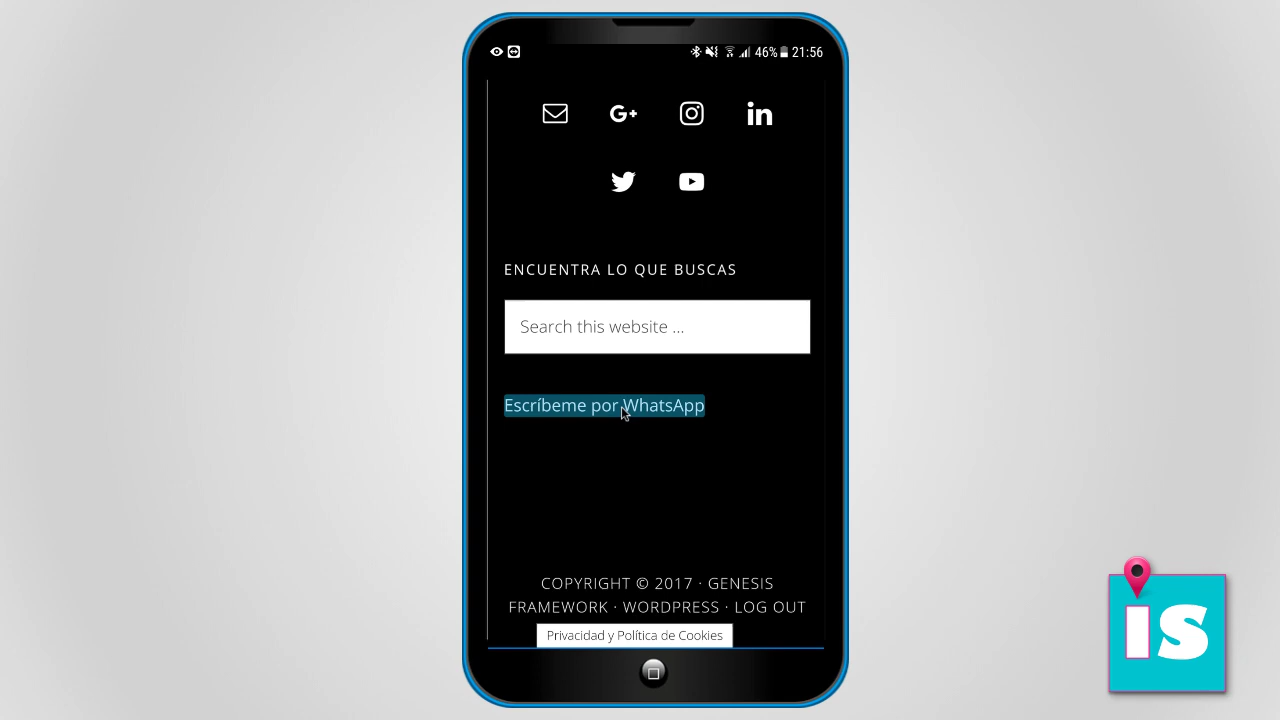 46% 21:56
G+ in
ENCUENTRA LO QUE BUSCAS
Search this website ...
Escríbeme por WhatsApp
COPYRIGHT © 2017 · GENESIS
FRAMEWORK · WORDPRESS · LOG OUT
Privacidad y Política de Cookies
iS